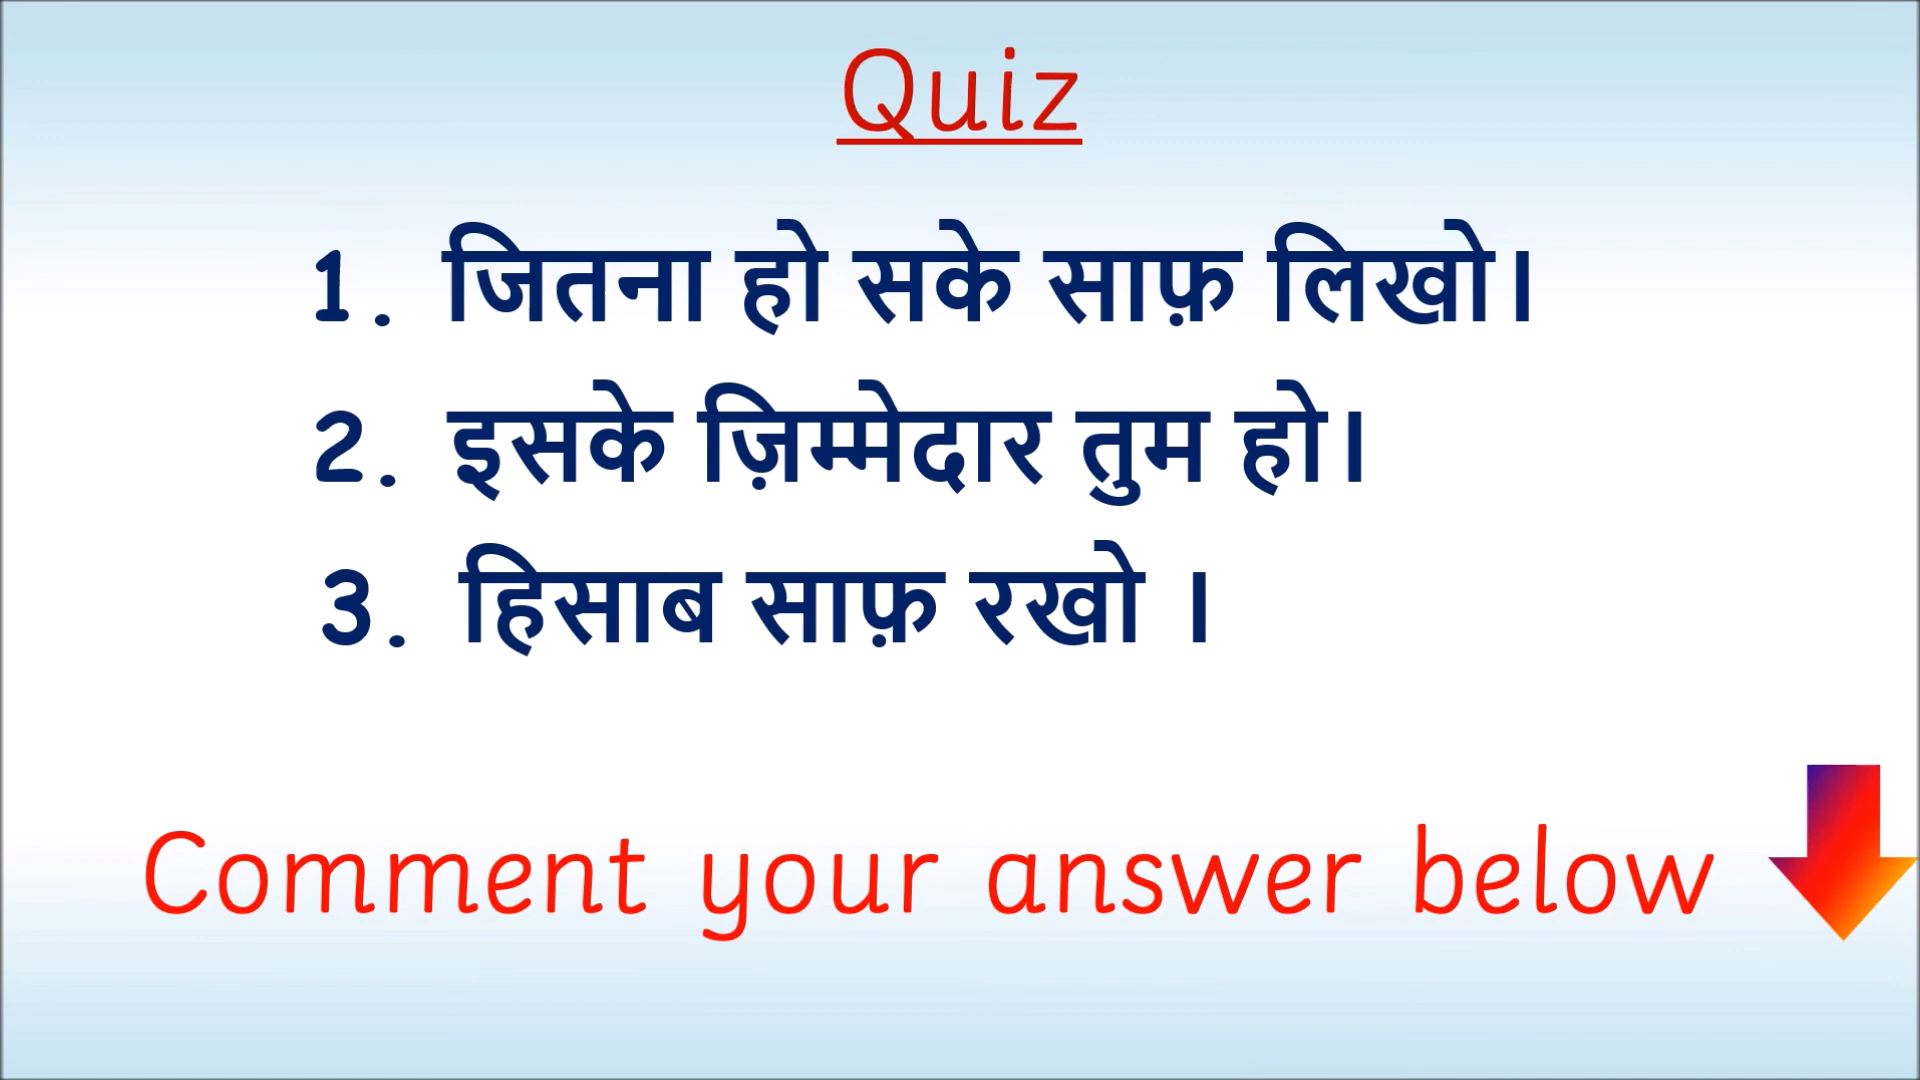 Quiz
1. जितना हो सके साफ़ लिखो।
2. इसके ज़िम्मेदार तुम हो।
3. हिसाब साफ़ रखो ।
Comment your answer below